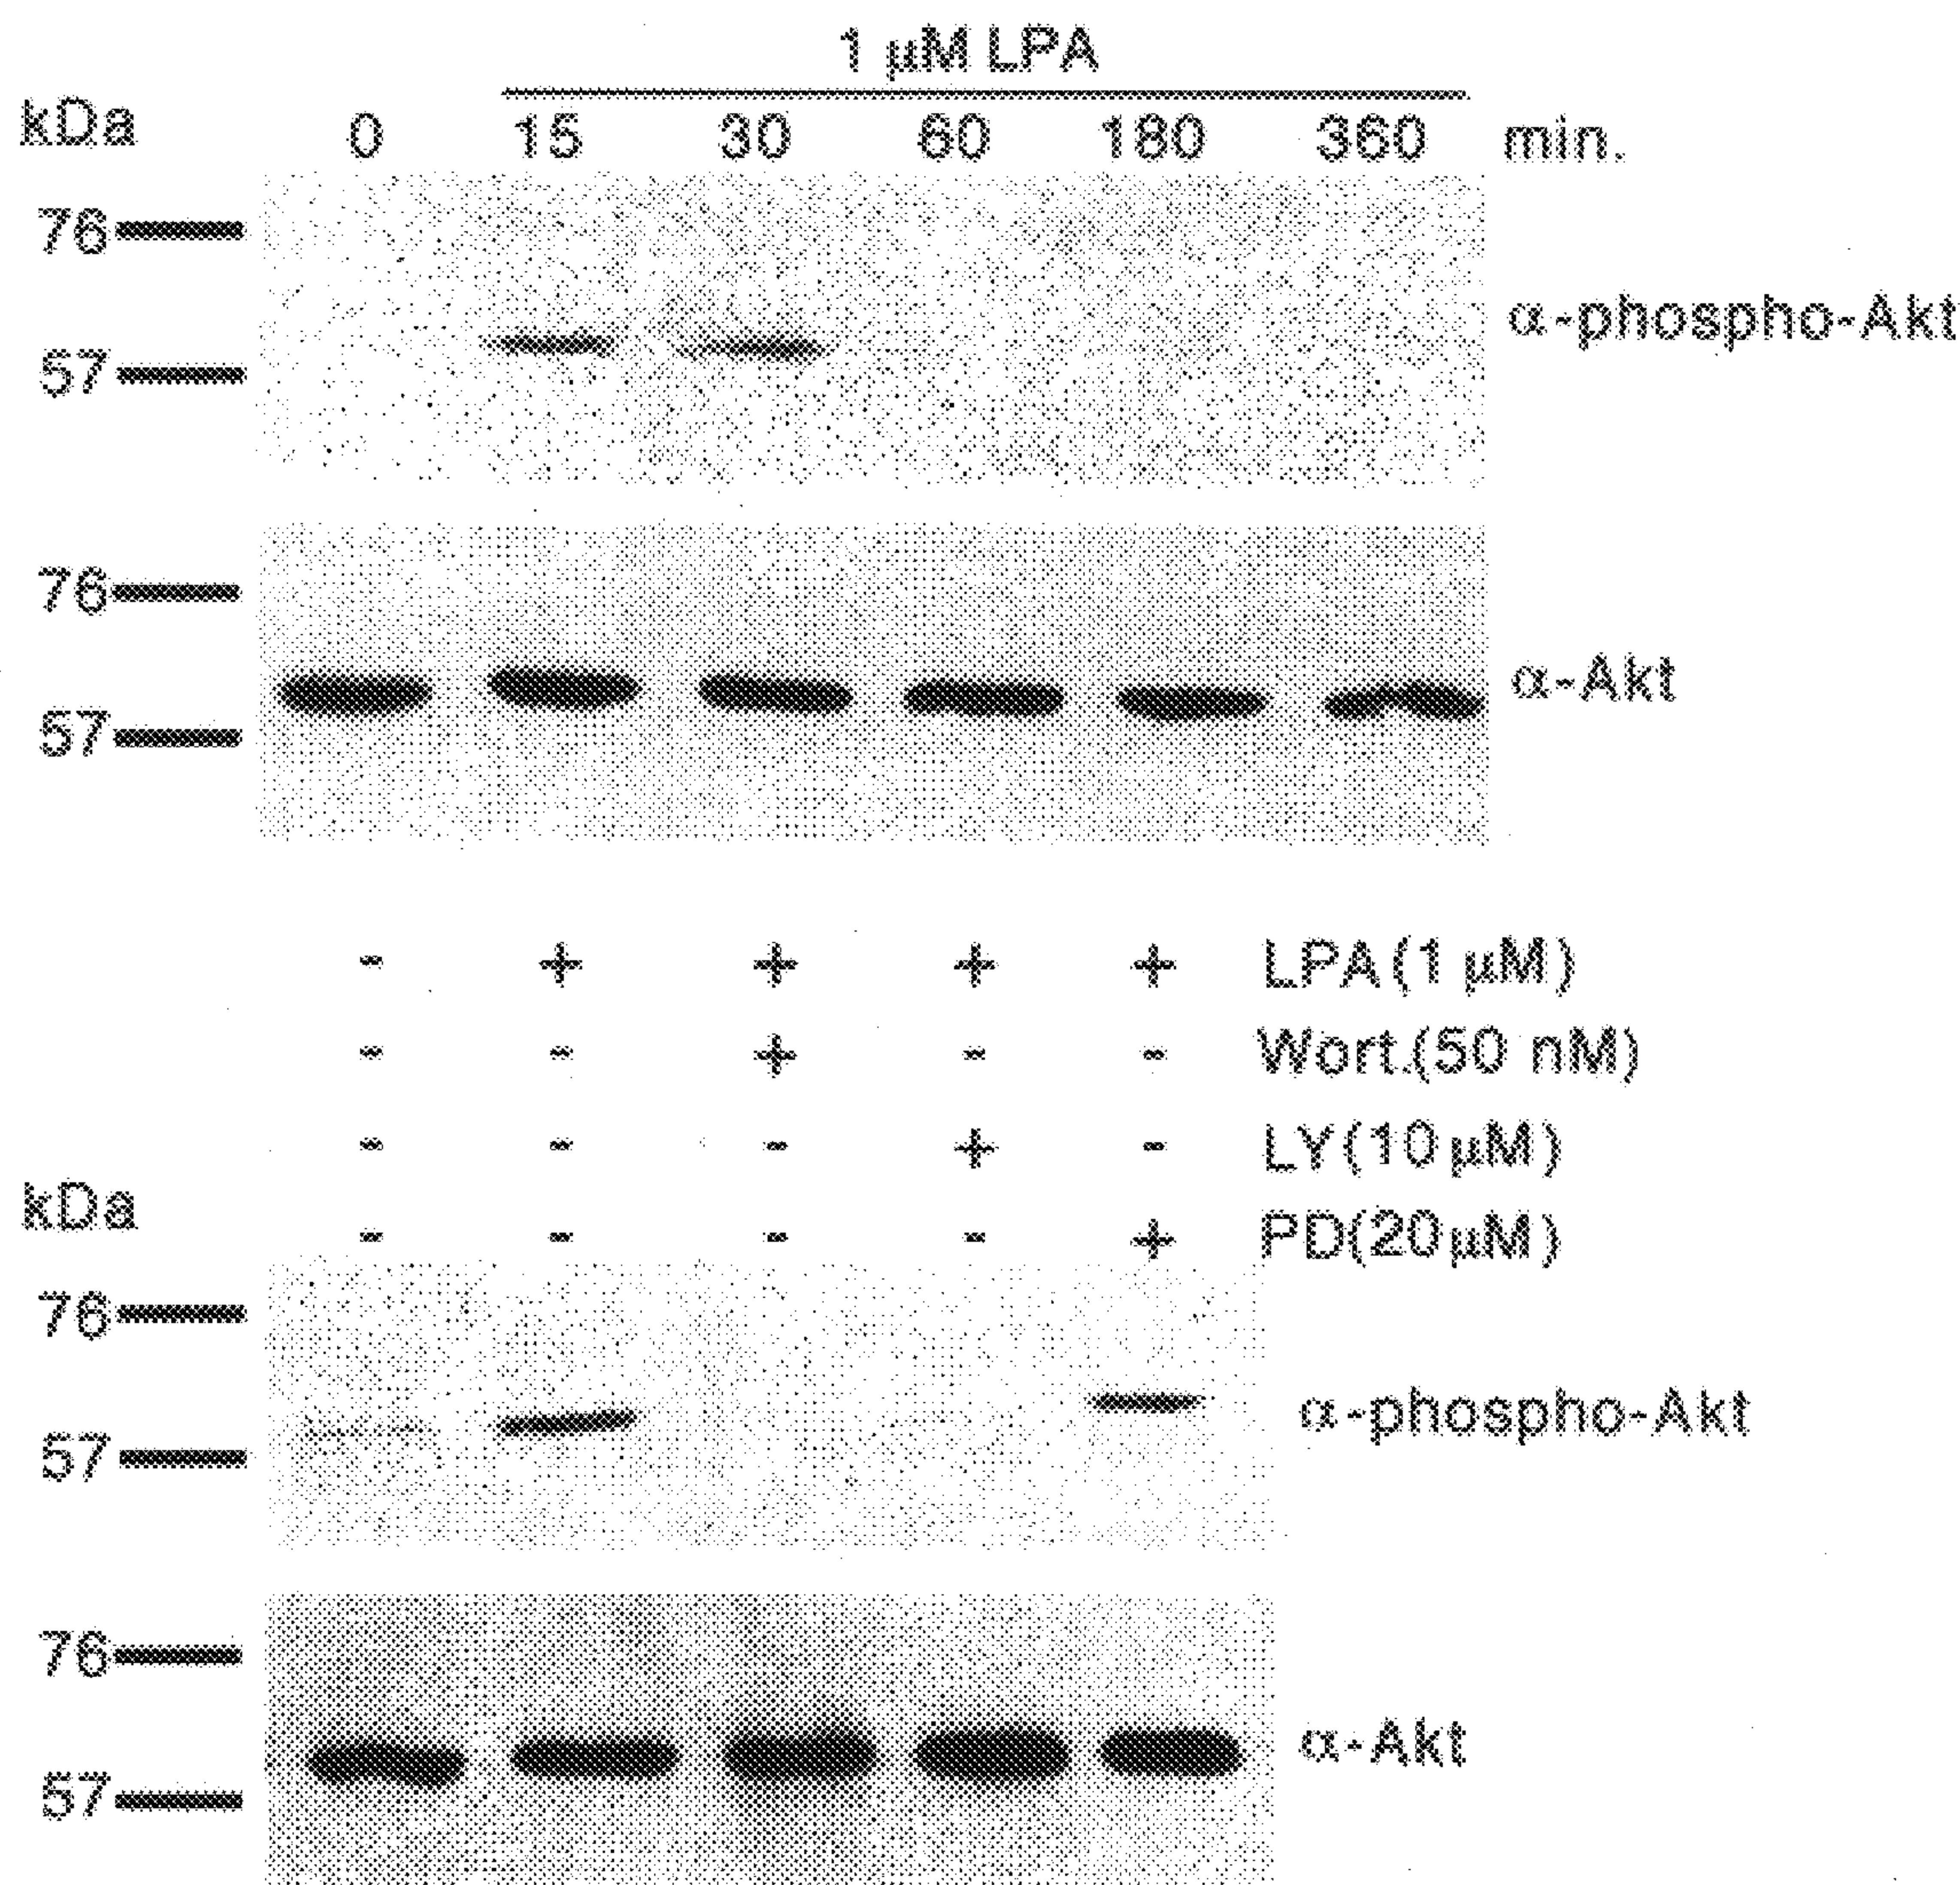 1 µM LPA
kDa 0 15 30 60 180 360 min.
76
α-phospho-Akt
57
76
α-Akt
57
- + + + + LPA(1 µM)
- - + - - Wort.(50 nM)
- - - + - LY(10 µM)
kDa
- - - - + PD(20 µM)
76
α-phospho-Akt
57
76
α-Akt
57